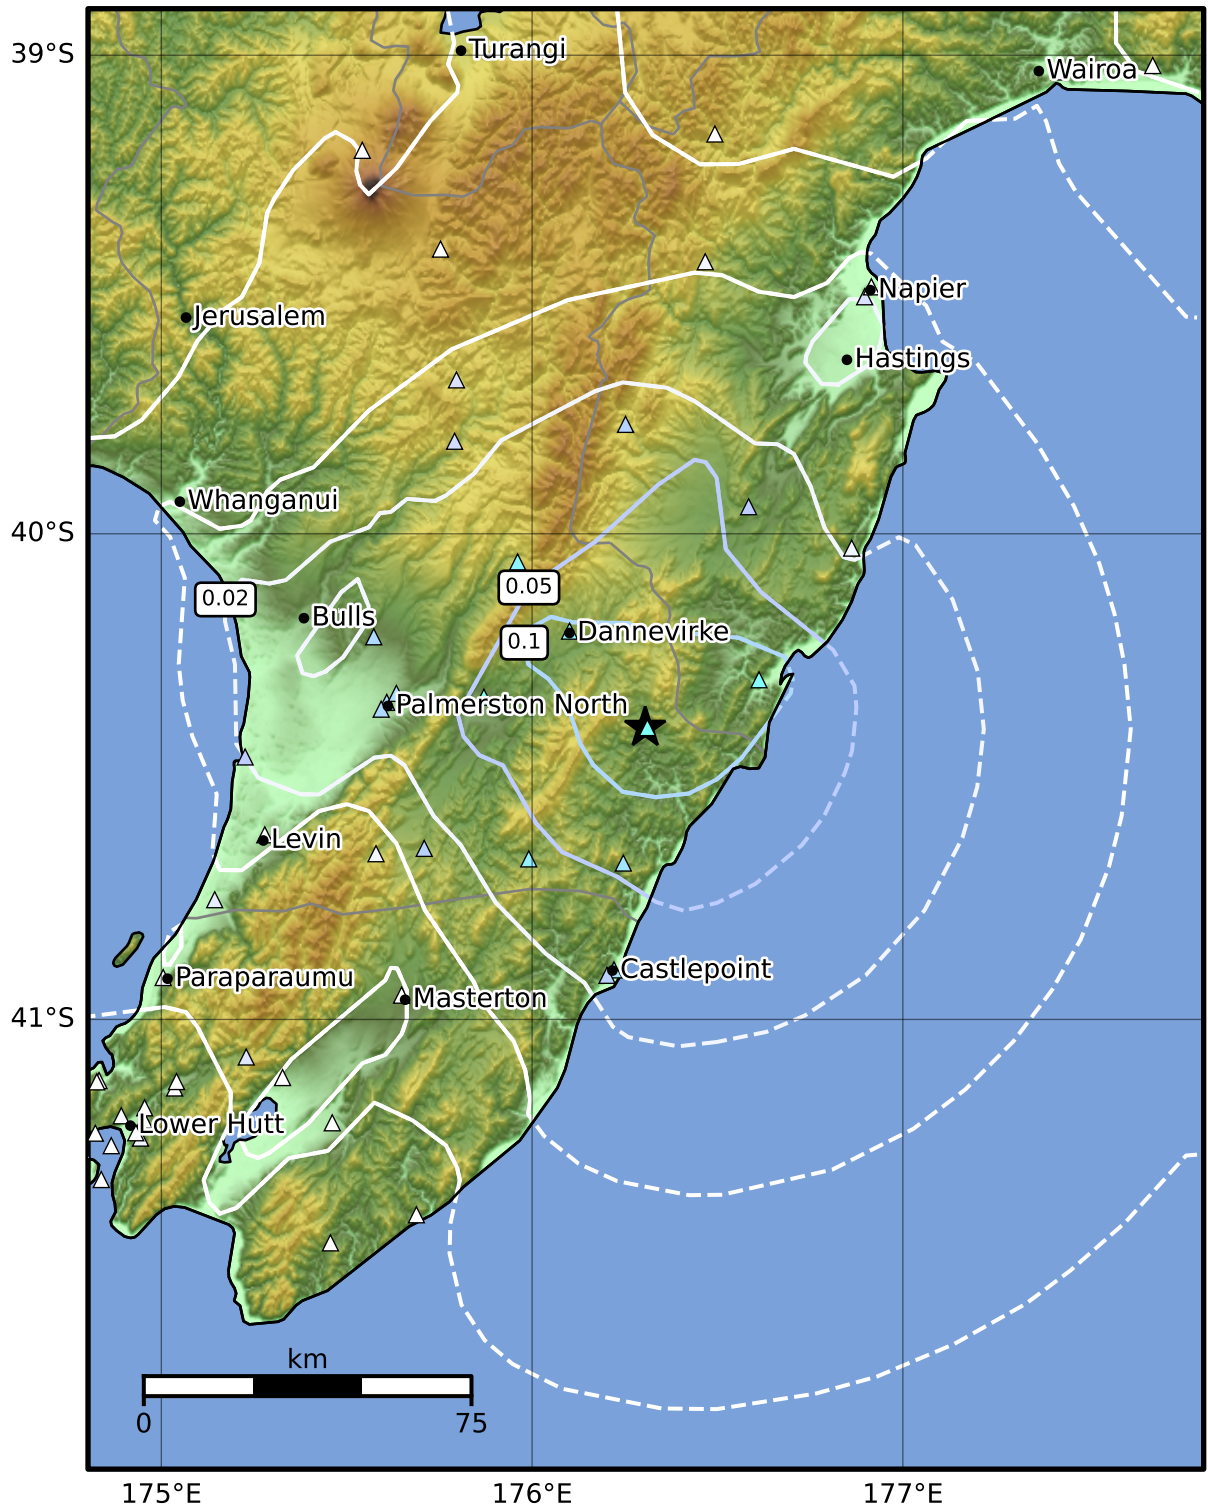 39°S
Turangi
Wairoa
Napier
Jerusalem
Hastings
Whanganui
40°S
0.05
0.02
Bulls
0.1
Dannevirke
Palmerston North
Levin
Castlepoint
Paraparaumu
Masterton
41°S
Lower Hutt
km
0 75
175°E 176°E 177°E